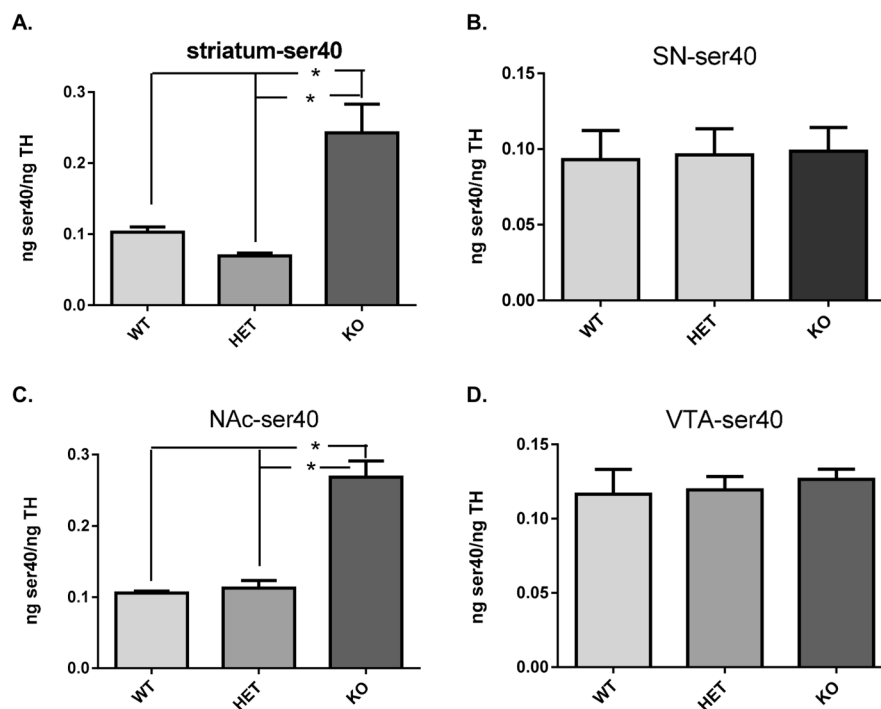 A.
striatum-ser40
*
*
ng ser40/ng TH
0.3
0.2
0.1
0.0
WT
HET
KO
B.
SN-ser40
ng ser40/ng TH
0.15
0.10
0.05
0.00
WT
HET
KO
C.
NAc-ser40
*
*
ng ser40/ng TH
0.3
0.2
0.1
0.0
WT
HET
KO
D.
VTA-ser40
ng ser40/ng TH
0.15
0.10
0.05
0.00
WT
HET
KO